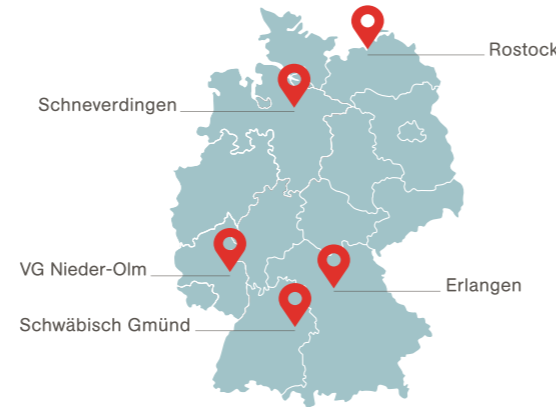 Rostock
Schneverdingen
VG Nieder-Olm
Erlangen
Schwäbisch Gmünd